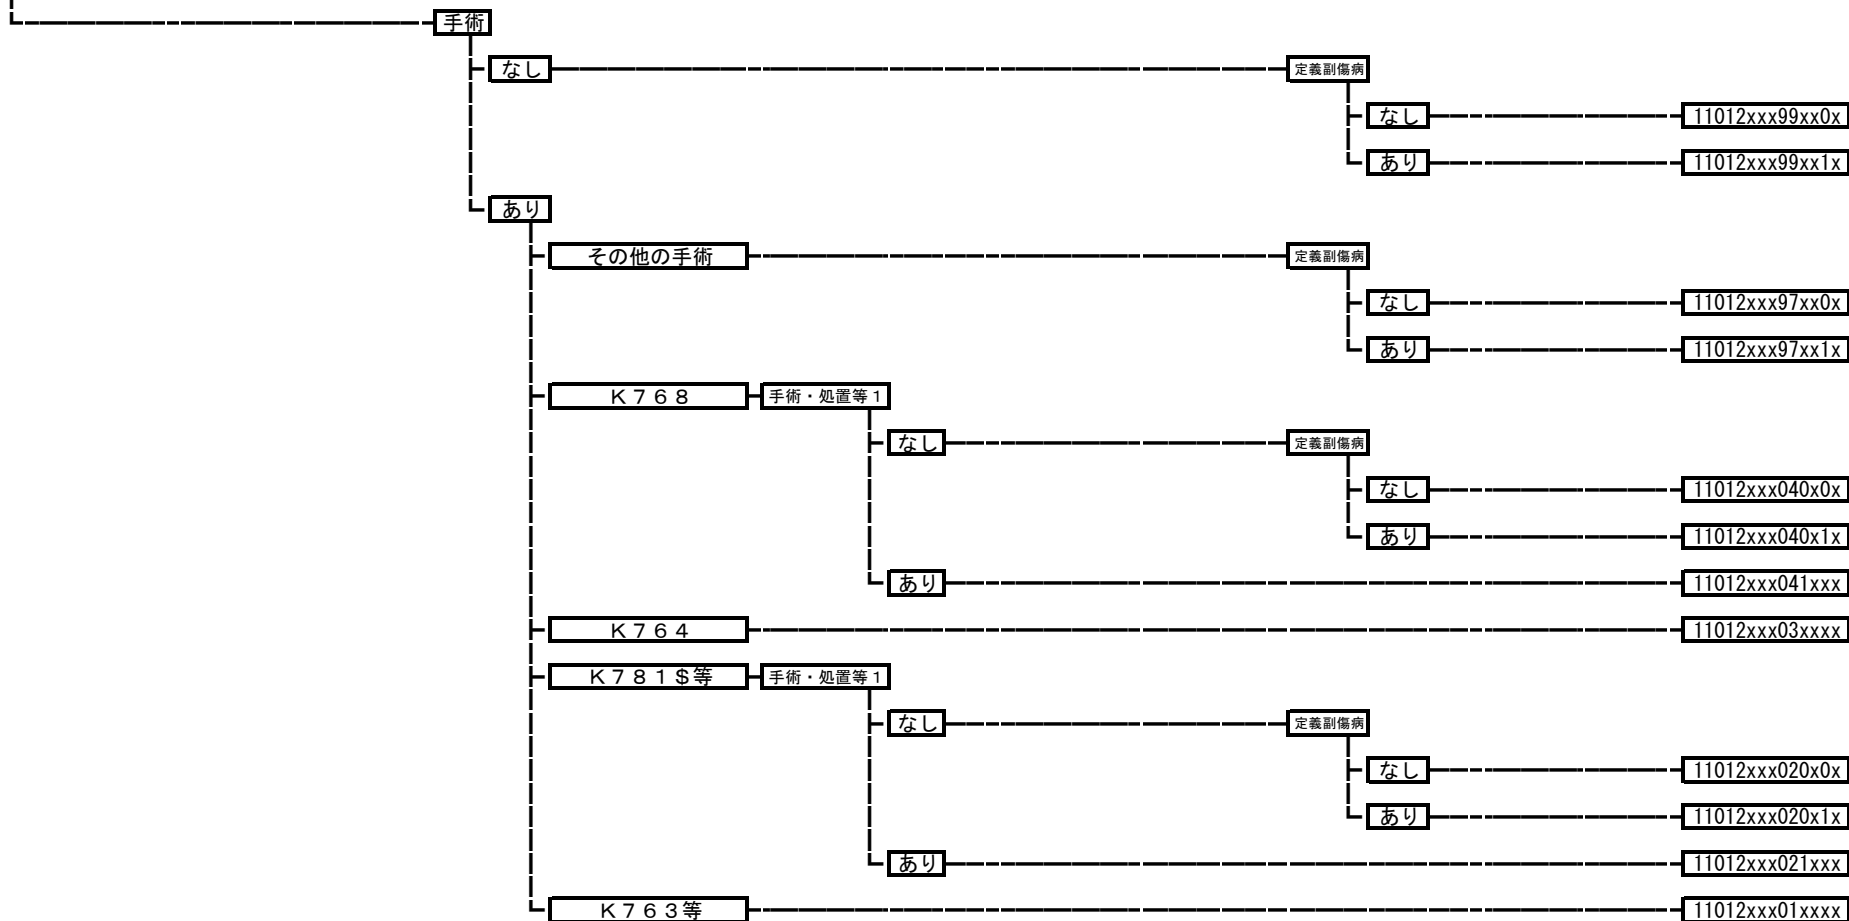 手術
なし 定義副傷病
なし 11012xxx99xx0x
あり 11012xxx99xx1x
あり
その他の手術 定義副傷病
なし 11012xxx97xx0x
あり 11012xxx97xx1x
Ｋ７６８ 手術・処置等１
なし 定義副傷病
なし 11012xxx040x0x
あり 11012xxx040x1x
あり 11012xxx041xxx
Ｋ７６４ 11012xxx03xxxx
Ｋ７８１＄等 手術・処置等１
なし 定義副傷病
なし 11012xxx020x0x
あり 11012xxx020x1x
あり 11012xxx021xxx
Ｋ７６３等 11012xxx01xxxx